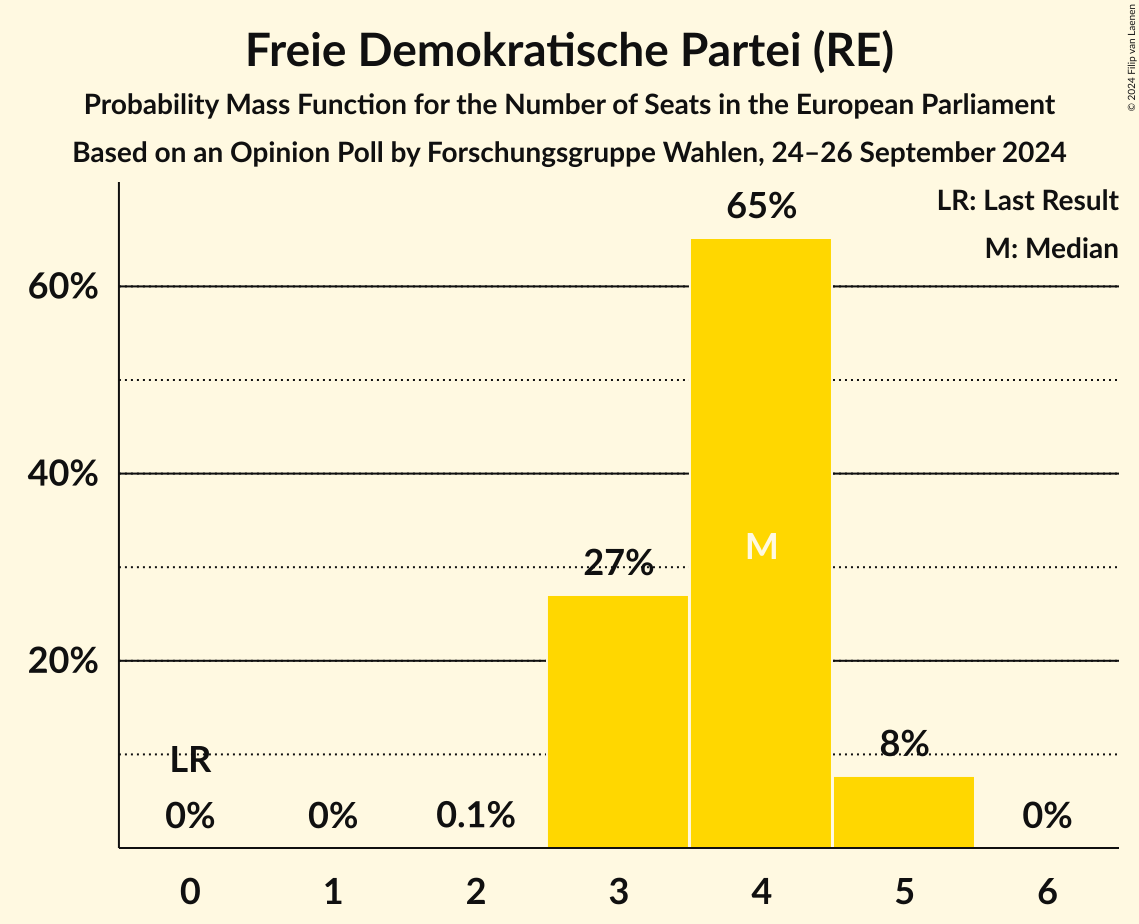 Freie Demokratische Partei (RE)
Probability Mass Function for the Number of Seats in the European Parliament
Based on an Opinion Poll by Forschungsgruppe Wahlen, 24–26 September 2024
© 2024 Filip van Laenen
LR: Last Result
M: Median
65%
60%
40%
M
27%
20%
LR
8%
0%
0%
0.1%
0%
0
1
2
3
4
5
6